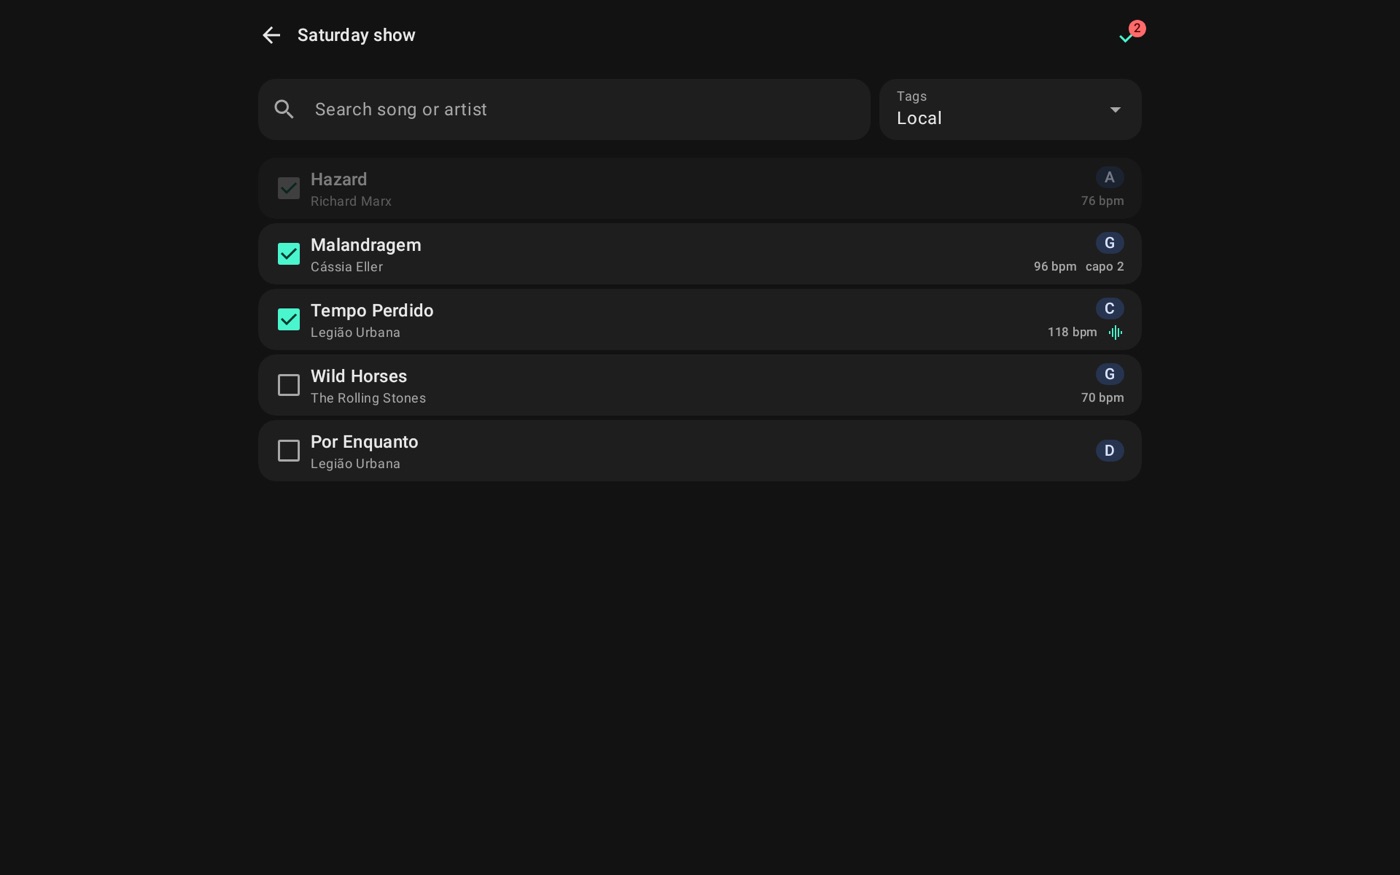 Saturday show
2
Search song or artist
Tags
Local
Hazard
A
Richard Marx
76 bpm
Malandragem
G
Cássia Eller
96 bpm capo 2
Tempo Perdido
C
Legião Urbana
118 bpm
Wild Horses
G
The Rolling Stones
70 bpm
Por Enquanto
Legião Urbana
D